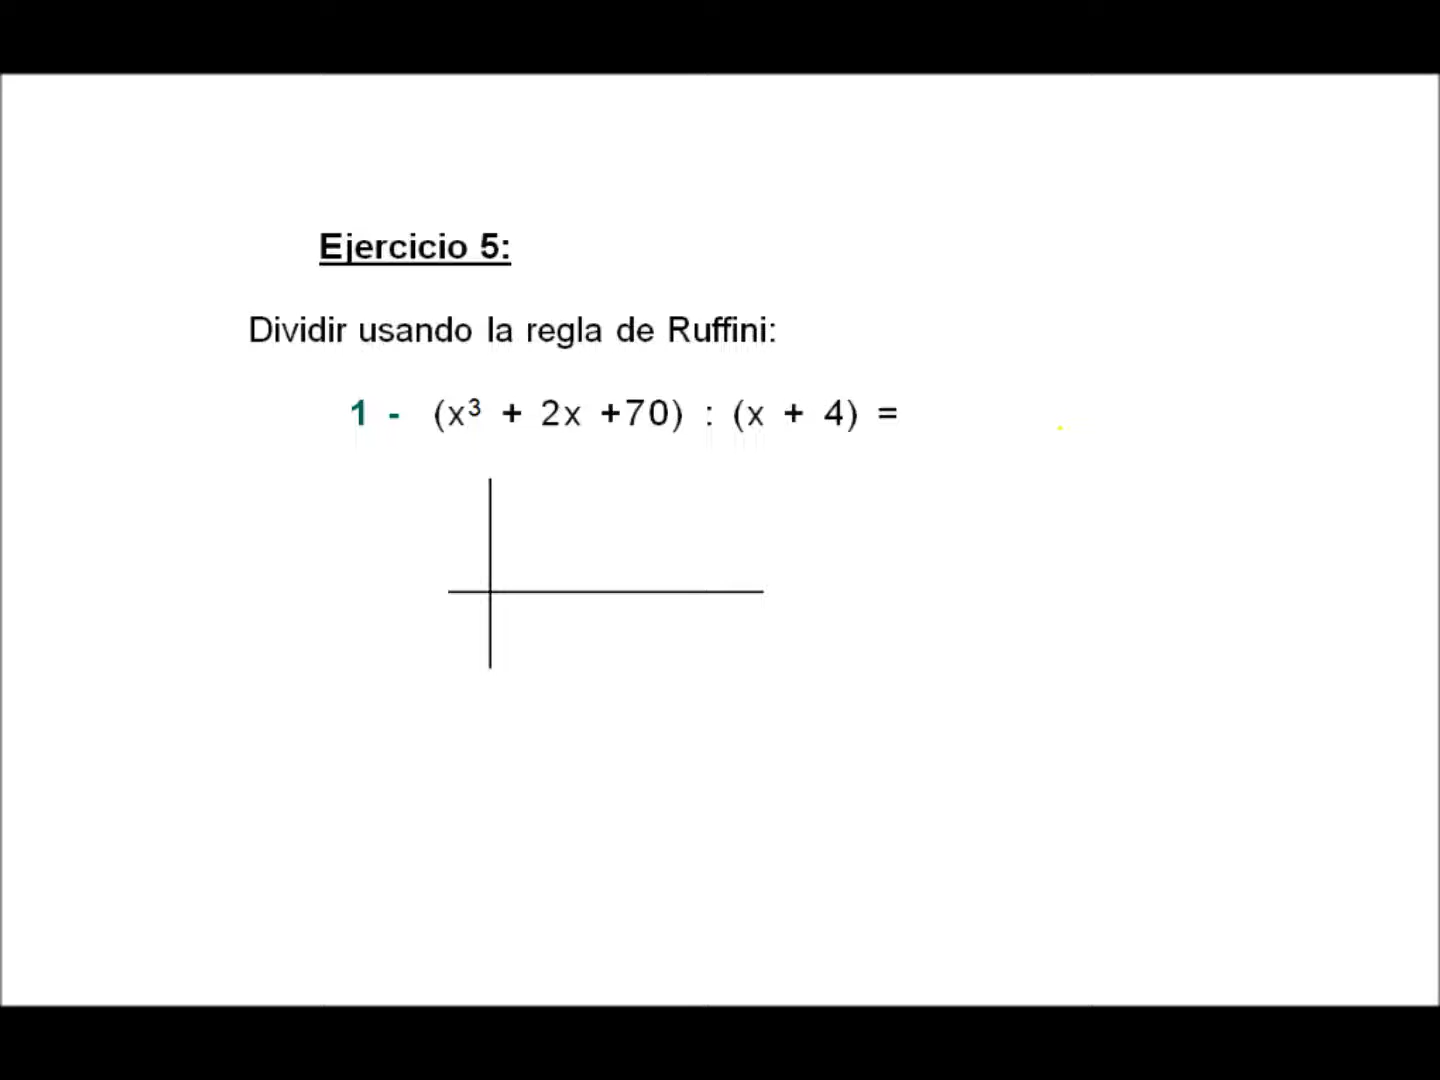 Ejercicio 5:
Dividir usando la regla de Ruffini:
1 - (x³ + 2x +70) : (x + 4) =